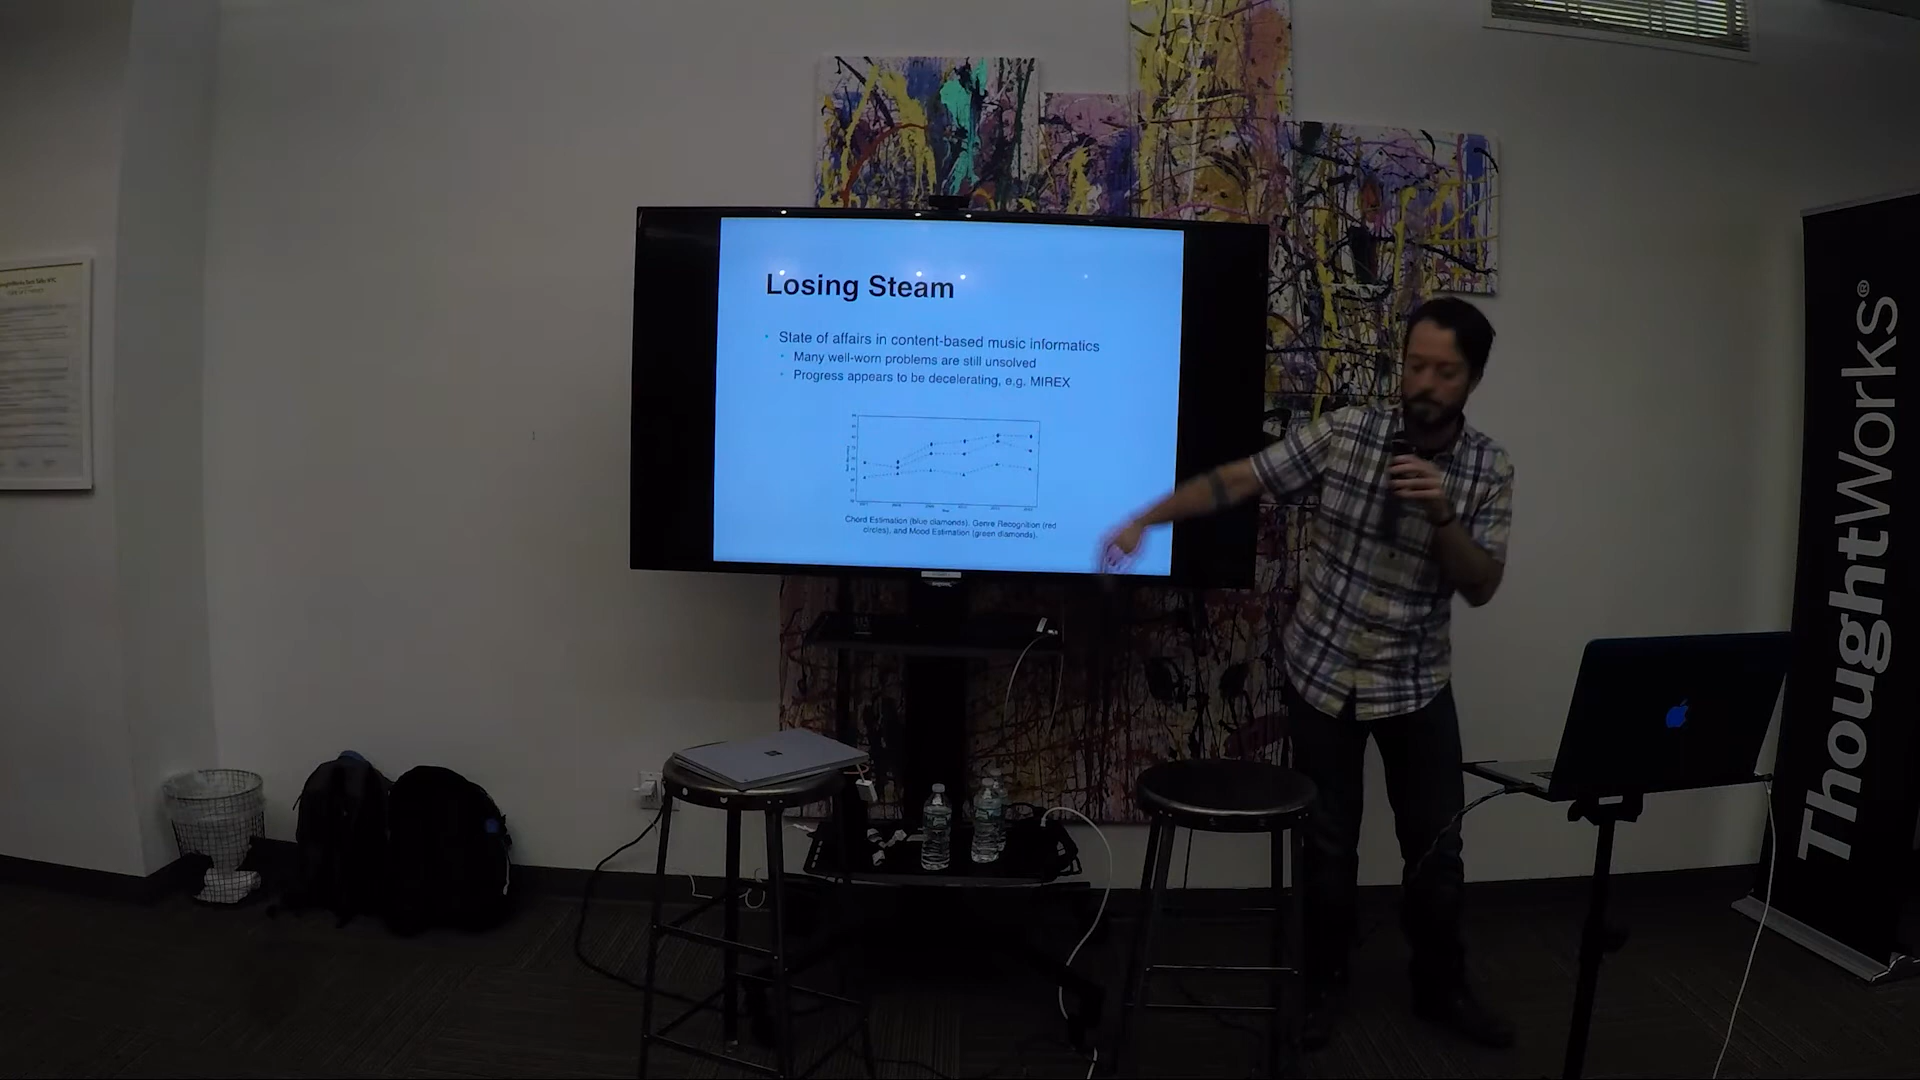 Losing Steam
State of affairs in content-based music informatics
Many well-worn problems are still unsolved
Progress appears to be decelerating, e.g. MIREX
Chord Estimation (blue diamonds), Genre Recognition (red
circles), and Mood Estimation (green diamonds).
ThoughtWorks®